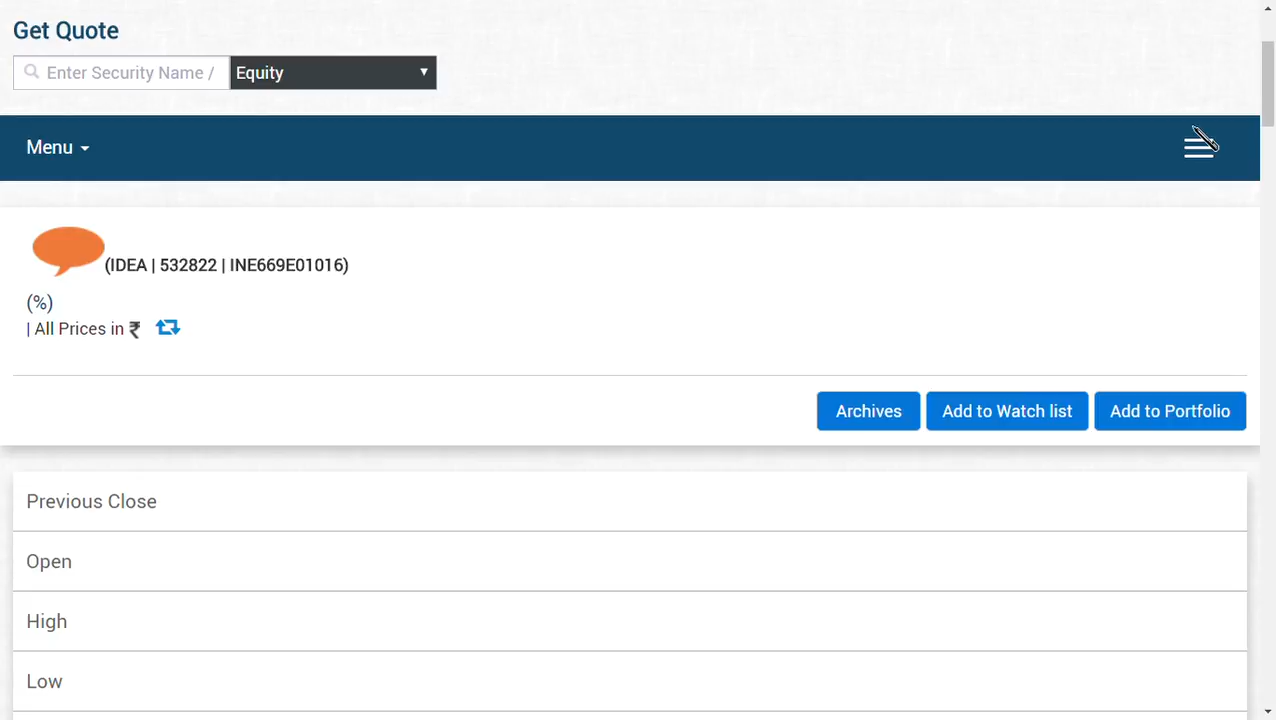 Get Quote
Enter Security Name /
Equity
Menu
(IDEA | 532822 | INE669E01016)
(%)
| All Prices in ₹
Archives
Add to Watch list
Add to Portfolio
Previous Close
Open
High
Low